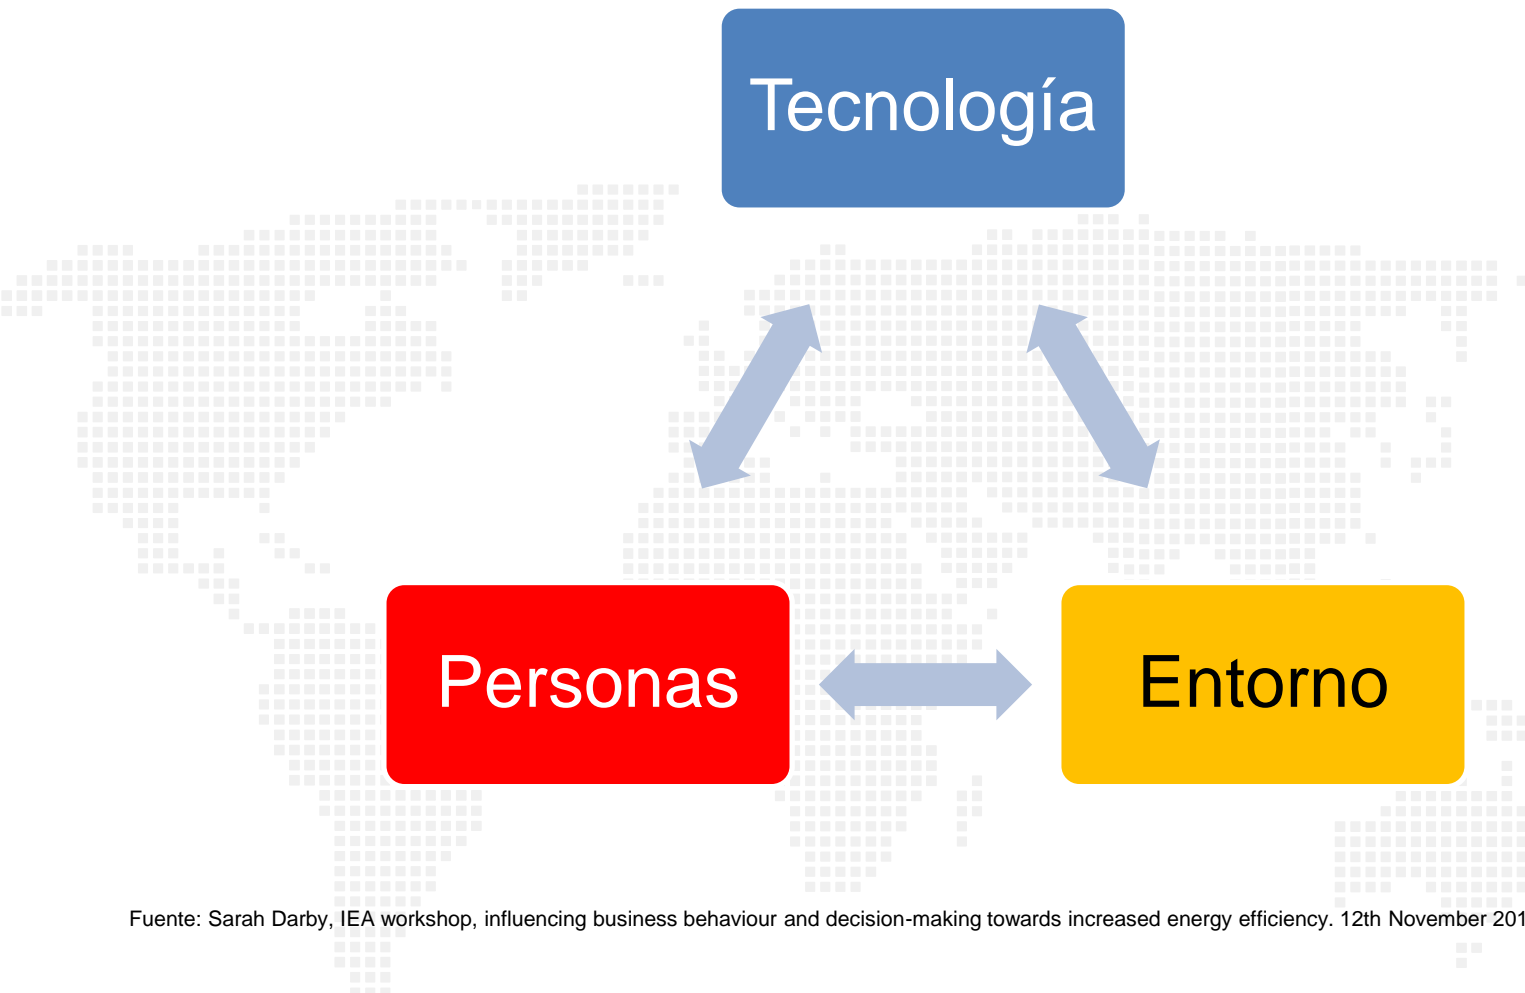 Tecnología
Personas
Entorno
Fuente: Sarah Darby, IEA workshop, influencing business behaviour and decision-making towards increased energy efficiency. 12th November 201